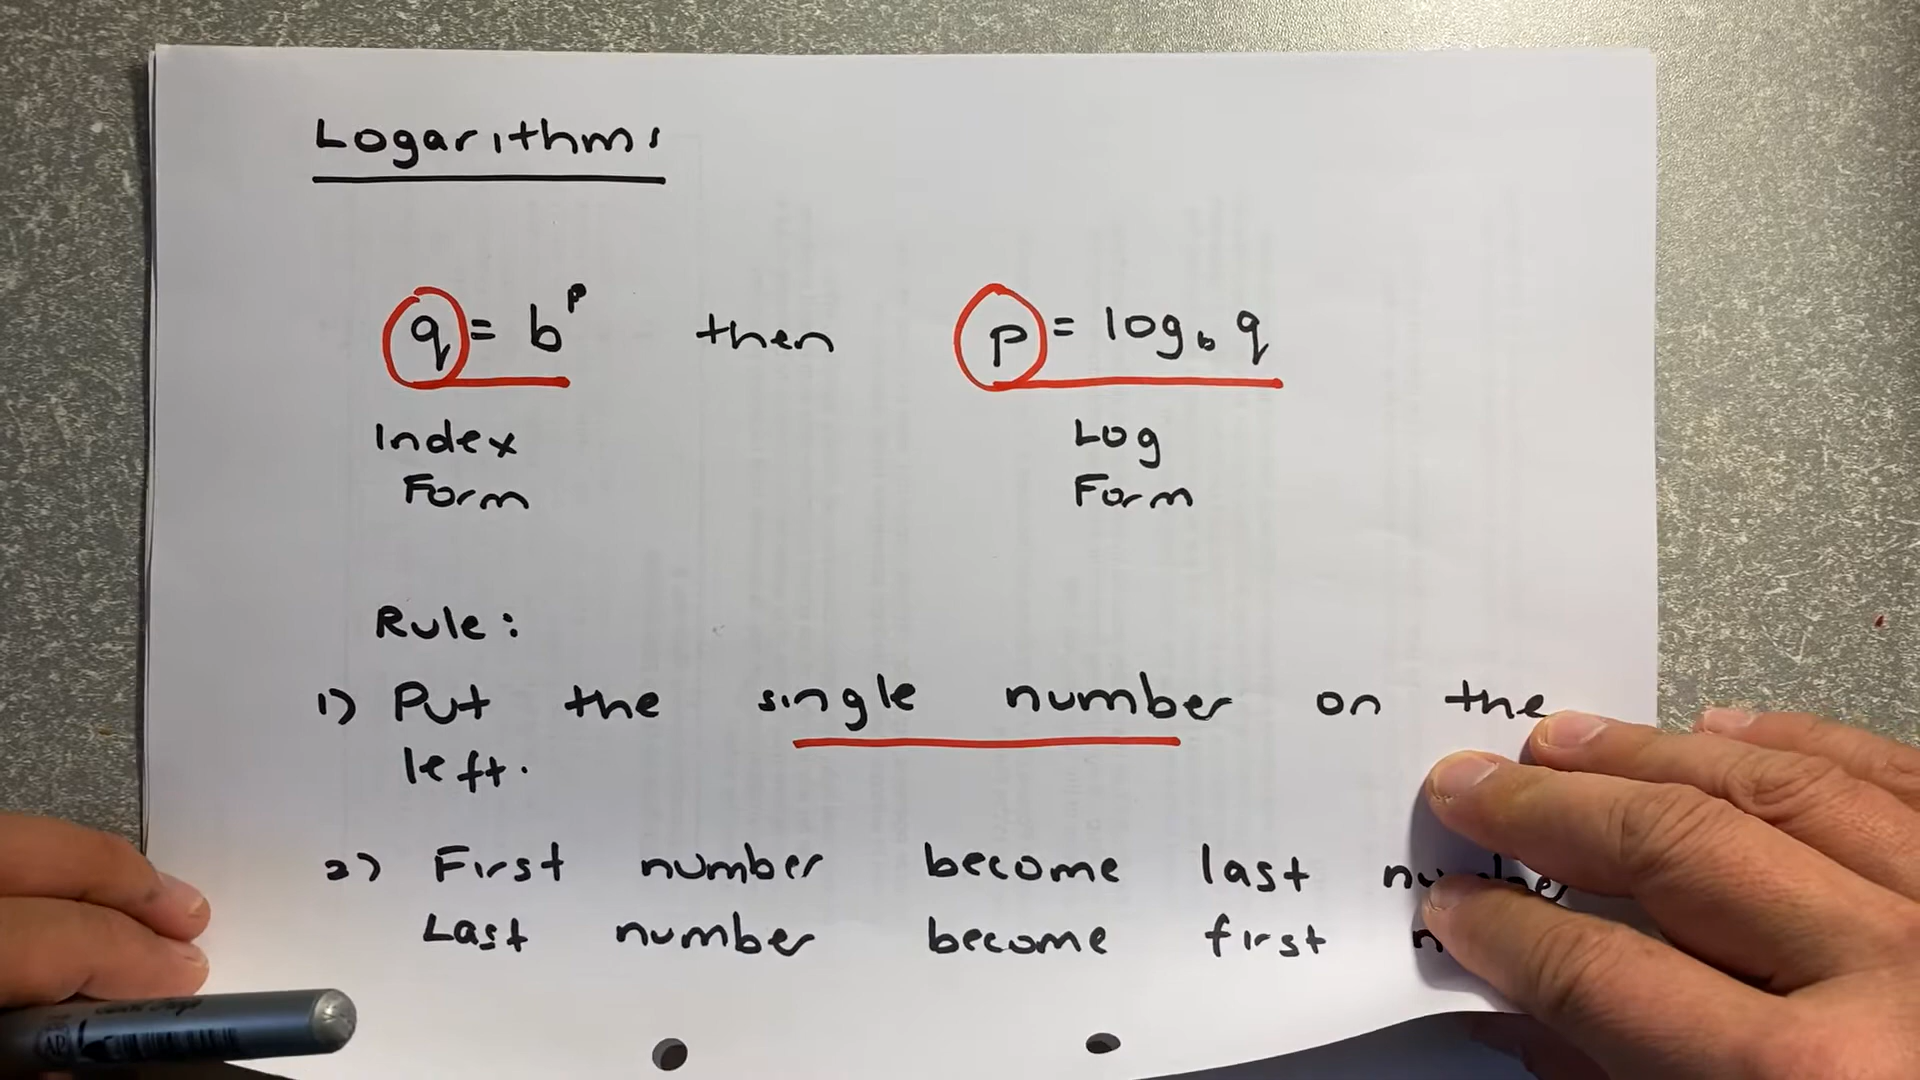 Logarithms
q = b^p then p = log_b q
Index Form
Log Form
Rule:
1) Put the single number on the
left.
2) First number become last
Last number become first